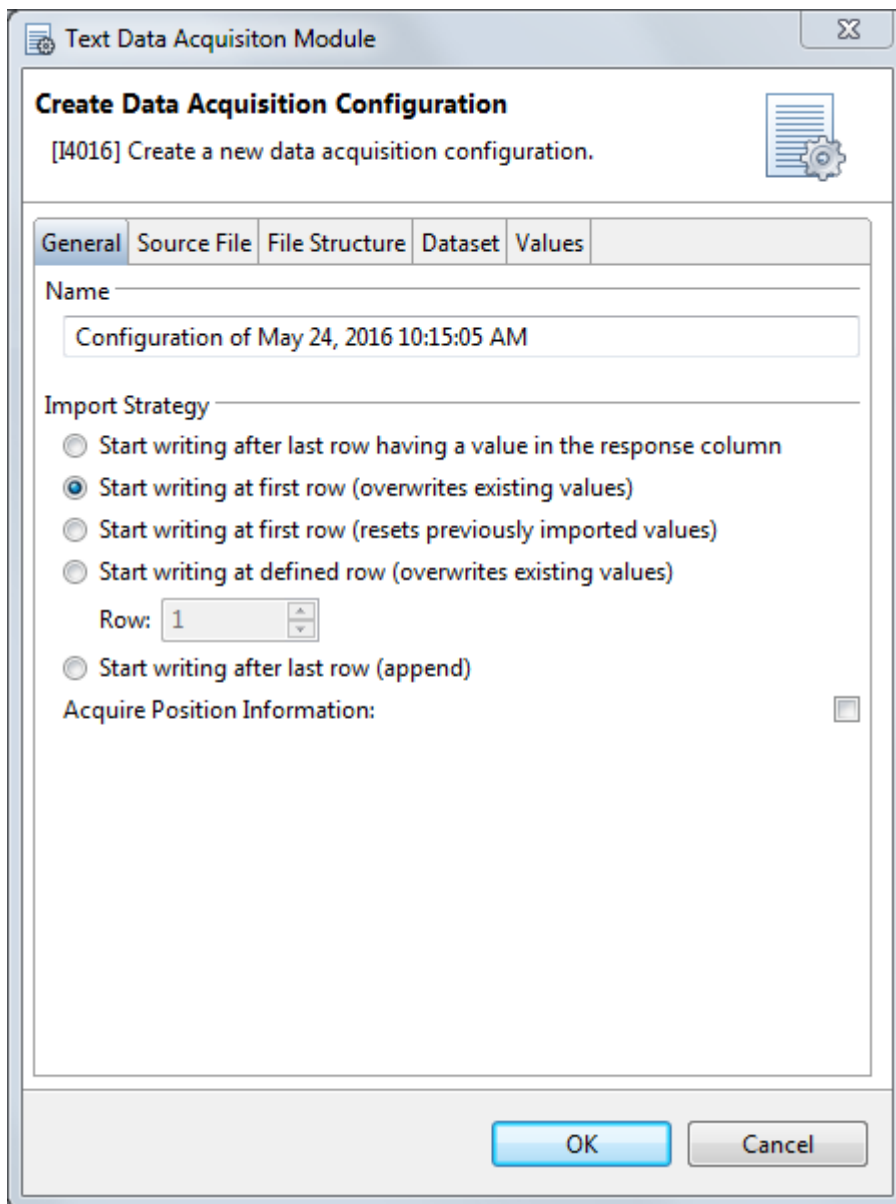 Text Data Acquisiton Module
Create Data Acquisition Configuration
[I4016] Create a new data acquisition configuration.
General Source File File Structure Dataset Values
Name
Configuration of May 24, 2016 10:15:05 AM
Import Strategy
Start writing after last row having a value in the response column
Start writing at first row (overwrites existing values)
Start writing at first row (resets previously imported values)
Start writing at defined row (overwrites existing values)
Row: 1
Start writing after last row (append)
Acquire Position Information:
OK Cancel